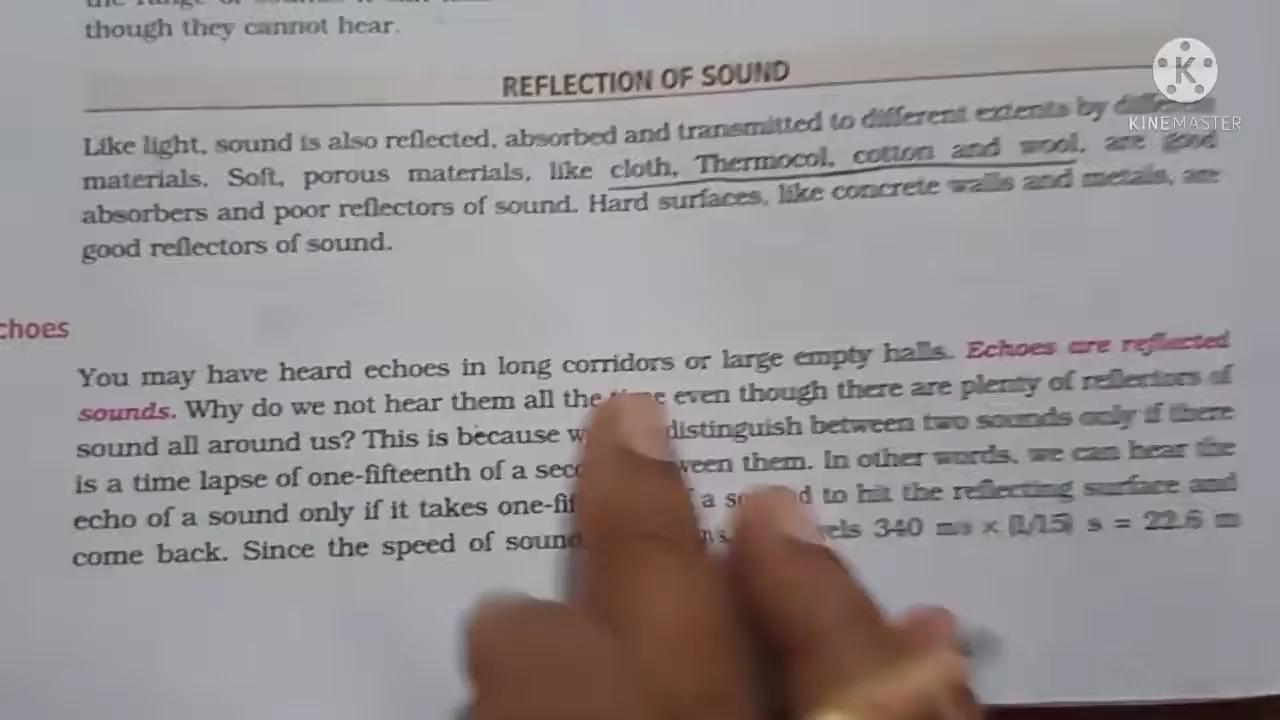 though they cannot hear.
K
KINEMASTER
REFLECTION OF SOUND
Like light, sound is also reflected, absorbed and transmitted to different extents by different
materials. Soft, porous materials, like cloth, Thermocol, cotton and wool, are good
absorbers and poor reflectors of sound. Hard surfaces, like concrete walls and metals, are
good reflectors of sound.
choes
You may have heard echoes in long corridors or large empty halls. Echoes are reflected
sounds. Why do we not hear them all the time even though there are plenty of reflectors of
sound all around us? This is because distinguish between two sounds only if there
is a time lapse of one-fifteenth of a them. In other words, we can hear the
echo of a sound only if it takes a to hit the reflecting surface and
come back. Since the speed of sound 340 m/s × (1/15) s = 22.6 m